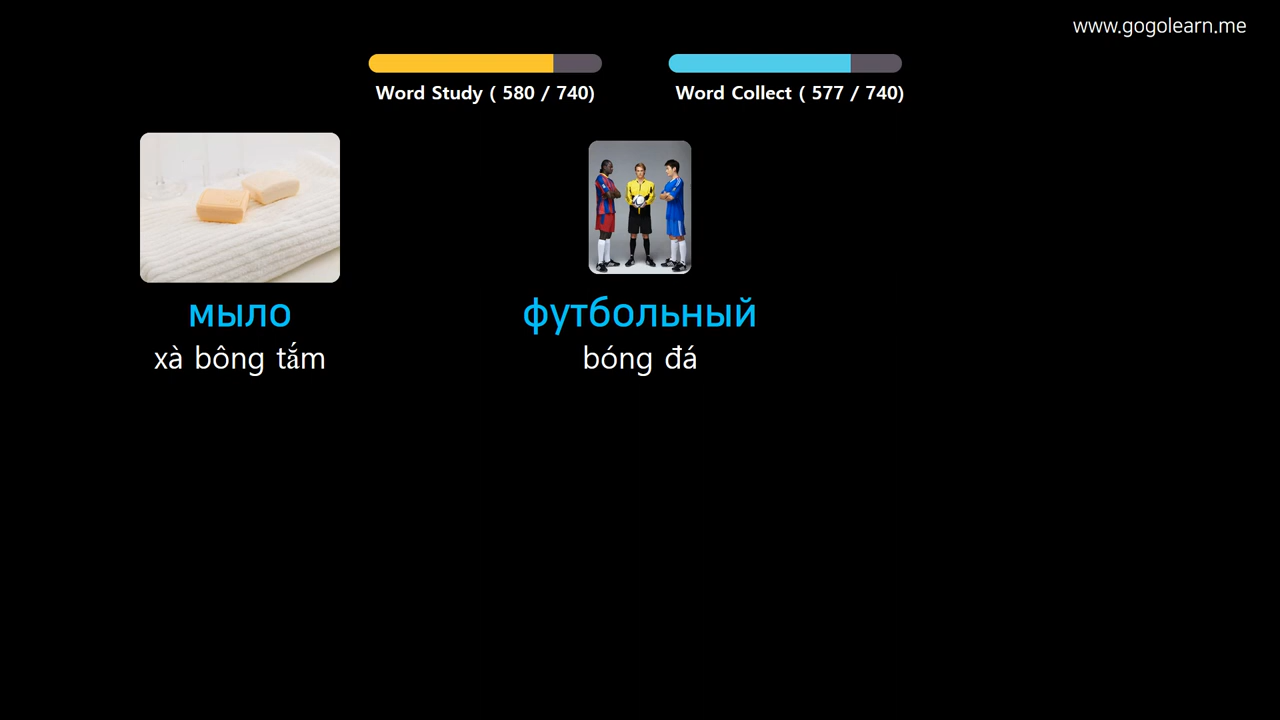 www.gogolearn.me
Word Study ( 580 / 740)
Word Collect ( 577 / 740)
мыло
футбольный
xà bông tắm
bóng đá